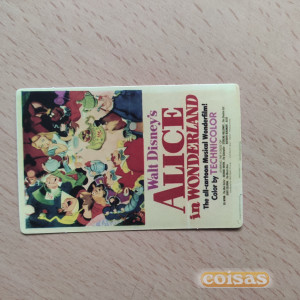 Walt Disney's
ALICE
in WONDERLAND
The all-cartoon Musical Wonderfilm!
Color by TECHNICOLOR
coisas